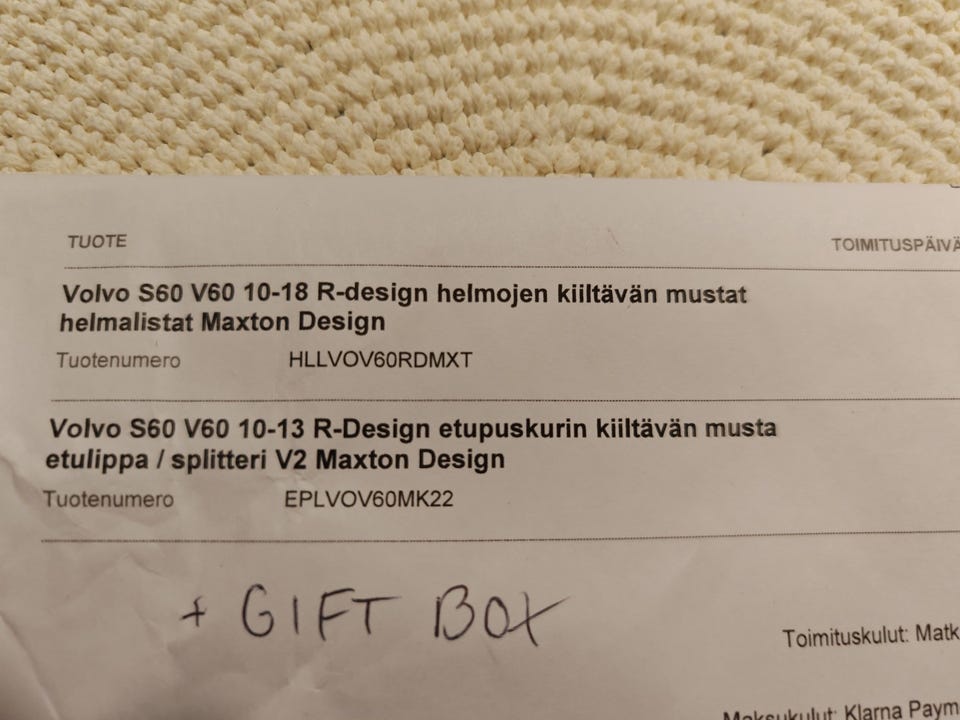 TUOTE TOIMITUSPÄIVÄ
Volvo S60 V60 10-18 R-design helmojen kiiltävän mustat
helmalistat Maxton Design
Tuotenumero HLLVOV60RDMXT
Volvo S60 V60 10-13 R-Design etupuskurin kiiltävän musta
etulippa / splitteri V2 Maxton Design
Tuotenumero EPLVOV60MK22
+ GIFT BOX
Toimituskulut: Matk
Maksukulut: Klarna Paym